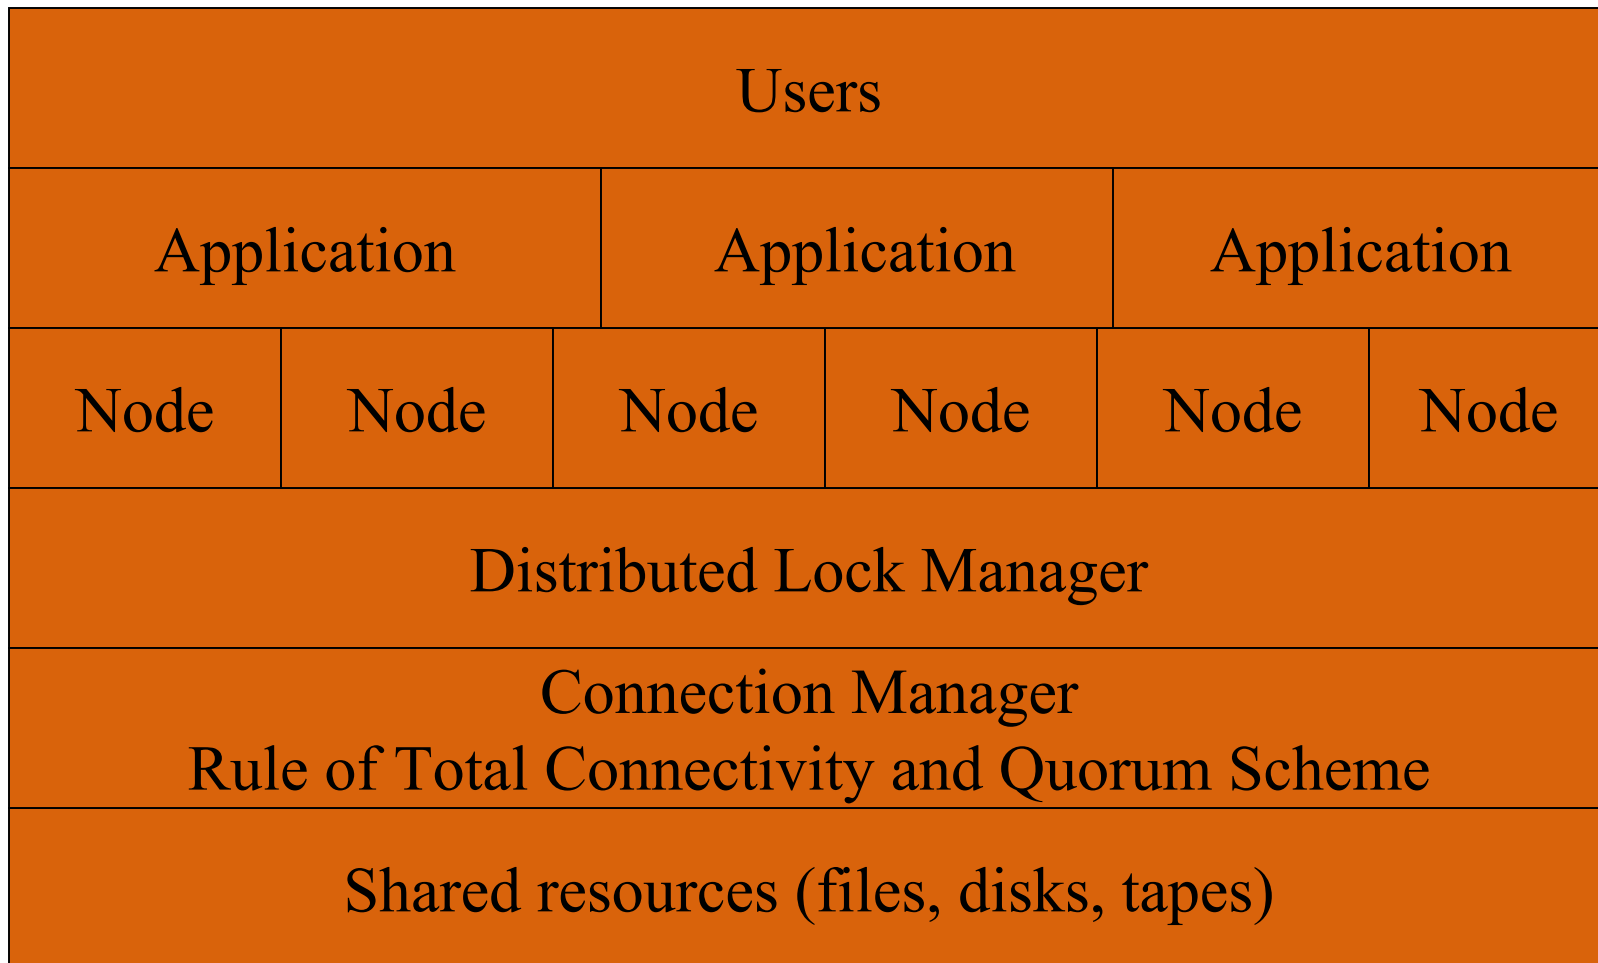 Users
Application Application Application
Node Node Node Node Node Node
Distributed Lock Manager
Connection Manager
Rule of Total Connectivity and Quorum Scheme
Shared resources (files, disks, tapes)